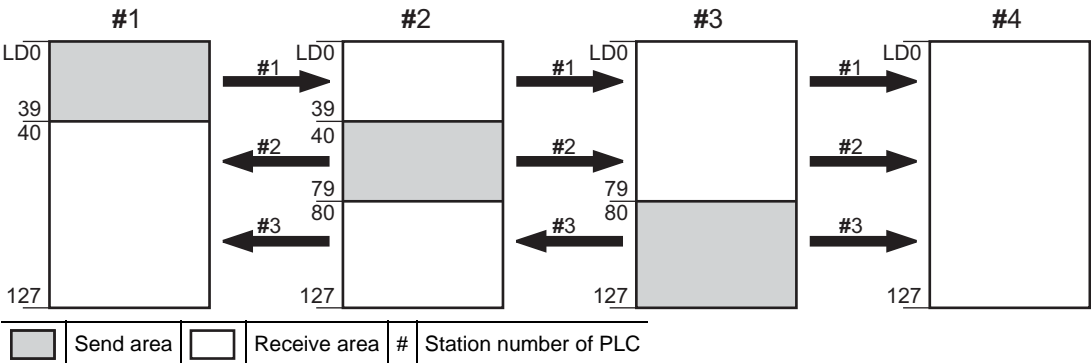 #1 #2 #3 #4
LD0 LD0 LD0 LD0
#1 #1 #1
39 39
40 40
#2 #2 #2
79 79
80 80
#3 #3 #3
127 127 127 127
Send area Receive area # Station number of PLC